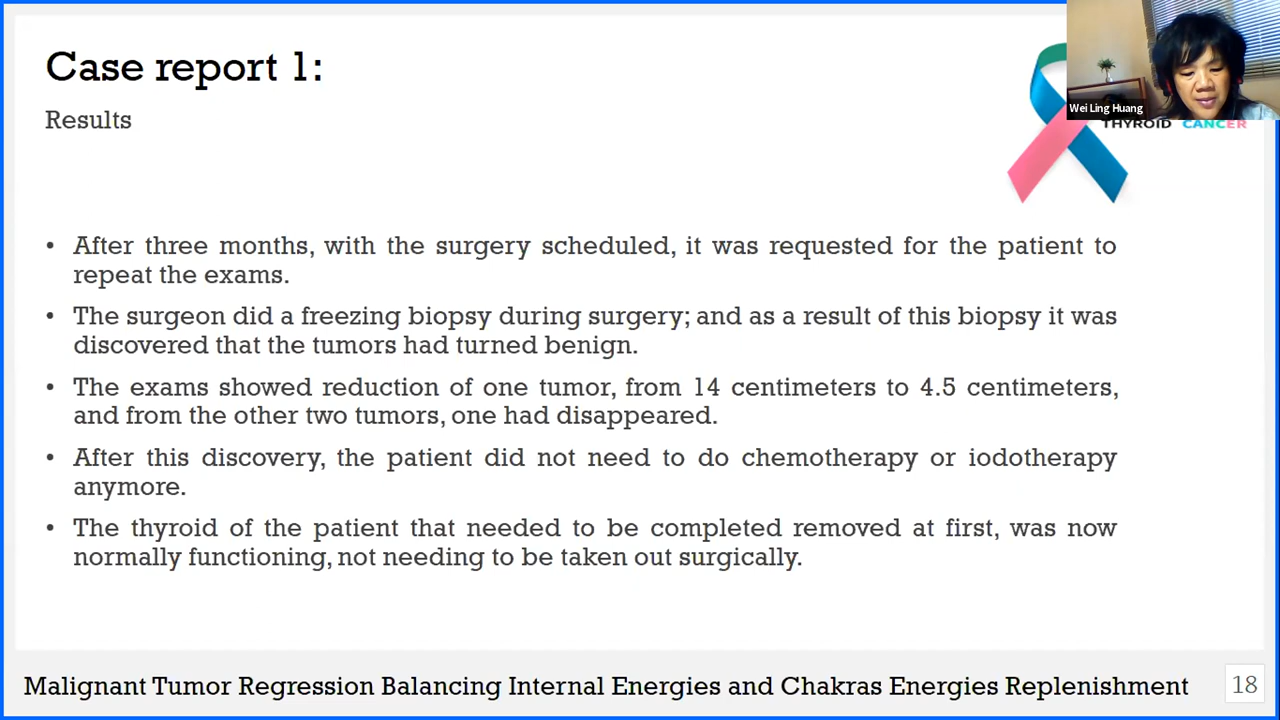 Case report 1:
Results
Wei Ling Huang
THYROID CANCER
• After three months, with the surgery scheduled, it was requested for the patient to
repeat the exams.
• The surgeon did a freezing biopsy during surgery; and as a result of this biopsy it was
discovered that the tumors had turned benign.
• The exams showed reduction of one tumor, from 14 centimeters to 4.5 centimeters,
and from the other two tumors, one had disappeared.
• After this discovery, the patient did not need to do chemotherapy or iodotherapy
anymore.
• The thyroid of the patient that needed to be completed removed at first, was now
normally functioning, not needing to be taken out surgically.
Malignant Tumor Regression Balancing Internal Energies and Chakras Energies Replenishment
18